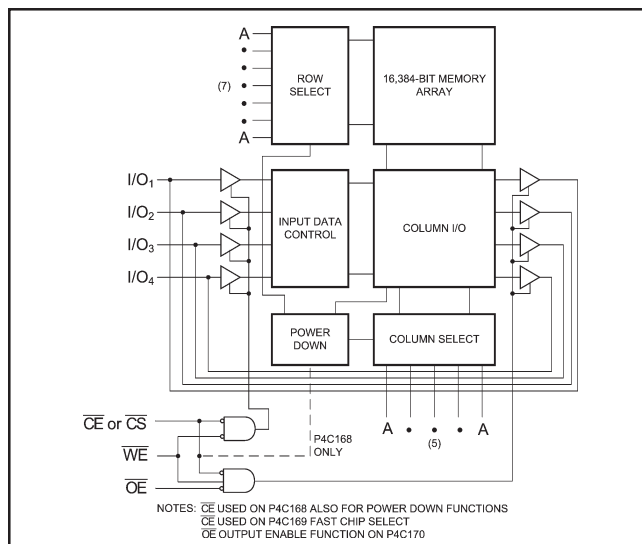 A
(7)
A
ROW
SELECT
16,384-BIT MEMORY
ARRAY
I/O1
I/O2
I/O3
I/O4
INPUT DATA
CONTROL
COLUMN I/O
POWER
DOWN
COLUMN SELECT
A
(5)
A
CE or CS
WE
OE
P4C168
ONLY
NOTES: CE USED ON P4C168 ALSO FOR POWER DOWN FUNCTIONS
CE USED ON P4C169 FAST CHIP SELECT
OE OUTPUT ENABLE FUNCTION ON P4C170